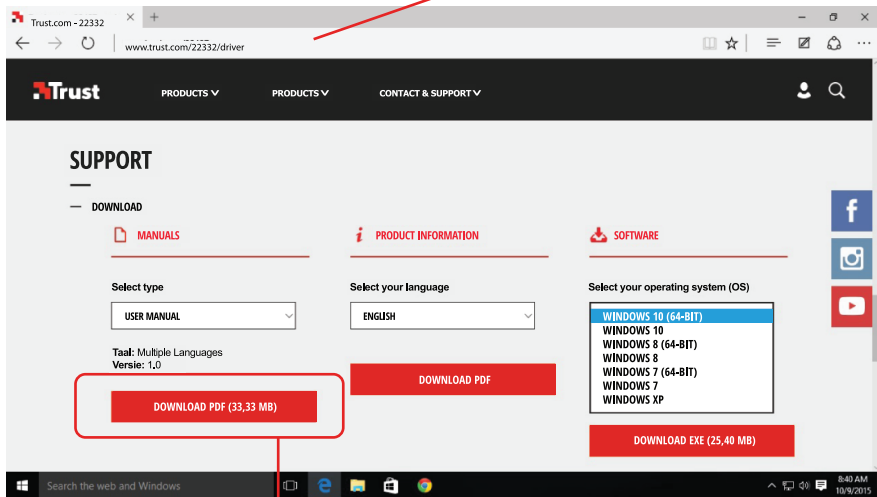 Trust.com - 22332
www.trust.com/22332/driver
Trust
PRODUCTS
PRODUCTS
CONTACT & SUPPORT
SUPPORT
DOWNLOAD
MANUALS
Select type
USER MANUAL
Taal: Multiple Languages
Versie: 1.0
DOWNLOAD PDF (33,33 MB)
i PRODUCT INFORMATION
Select your language
ENGLISH
DOWNLOAD PDF
SOFTWARE
Select your operating system (OS)
WINDOWS 10 (64-BIT)
WINDOWS 10
WINDOWS 8 (64-BIT)
WINDOWS 8
WINDOWS 7 (64-BIT)
WINDOWS 7
WINDOWS XP
DOWNLOAD EXE (25,40 MB)
f
Search the web and Windows
8:40 AM
10/9/2015